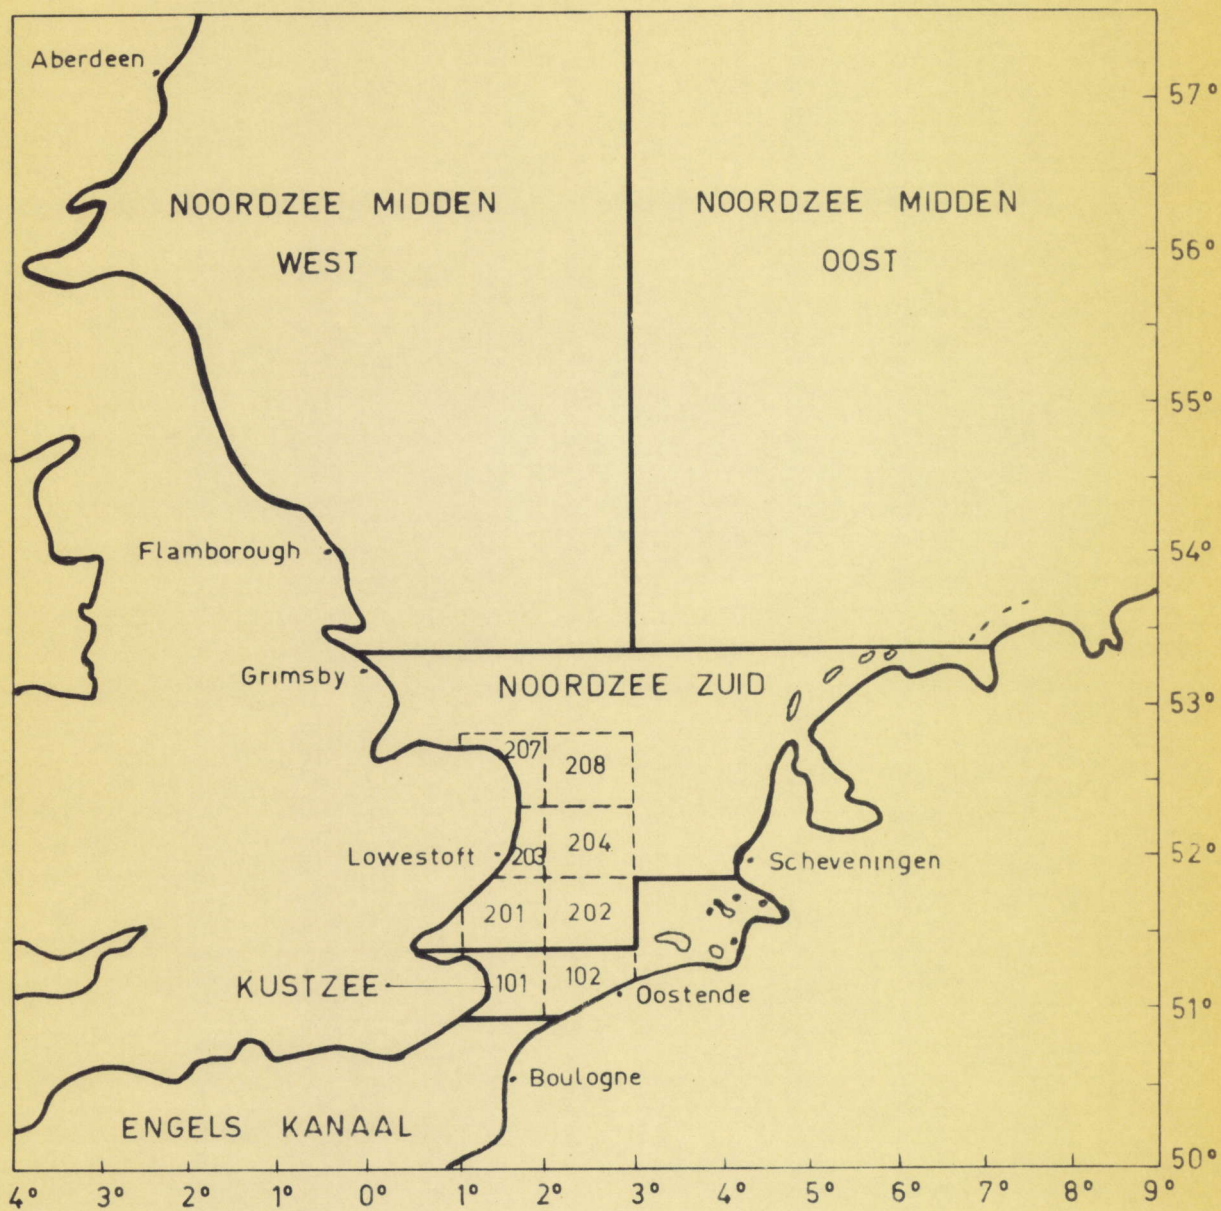 Aberdeen
57°
NOORDZEE MIDDEN
WEST
NOORDZEE MIDDEN
OOST
56°
55°
Flamborough
54°
Grimsby
NOORDZEE ZUID
53°
207
208
Lowestoft
203
204
Scheveningen
52°
201
202
KUSTZEE
101
102
Oostende
51°
Boulogne
ENGELS KANAAL
50°
4° 3° 2° 1° 0° 1° 2° 3° 4° 5° 6° 7° 8° 9°